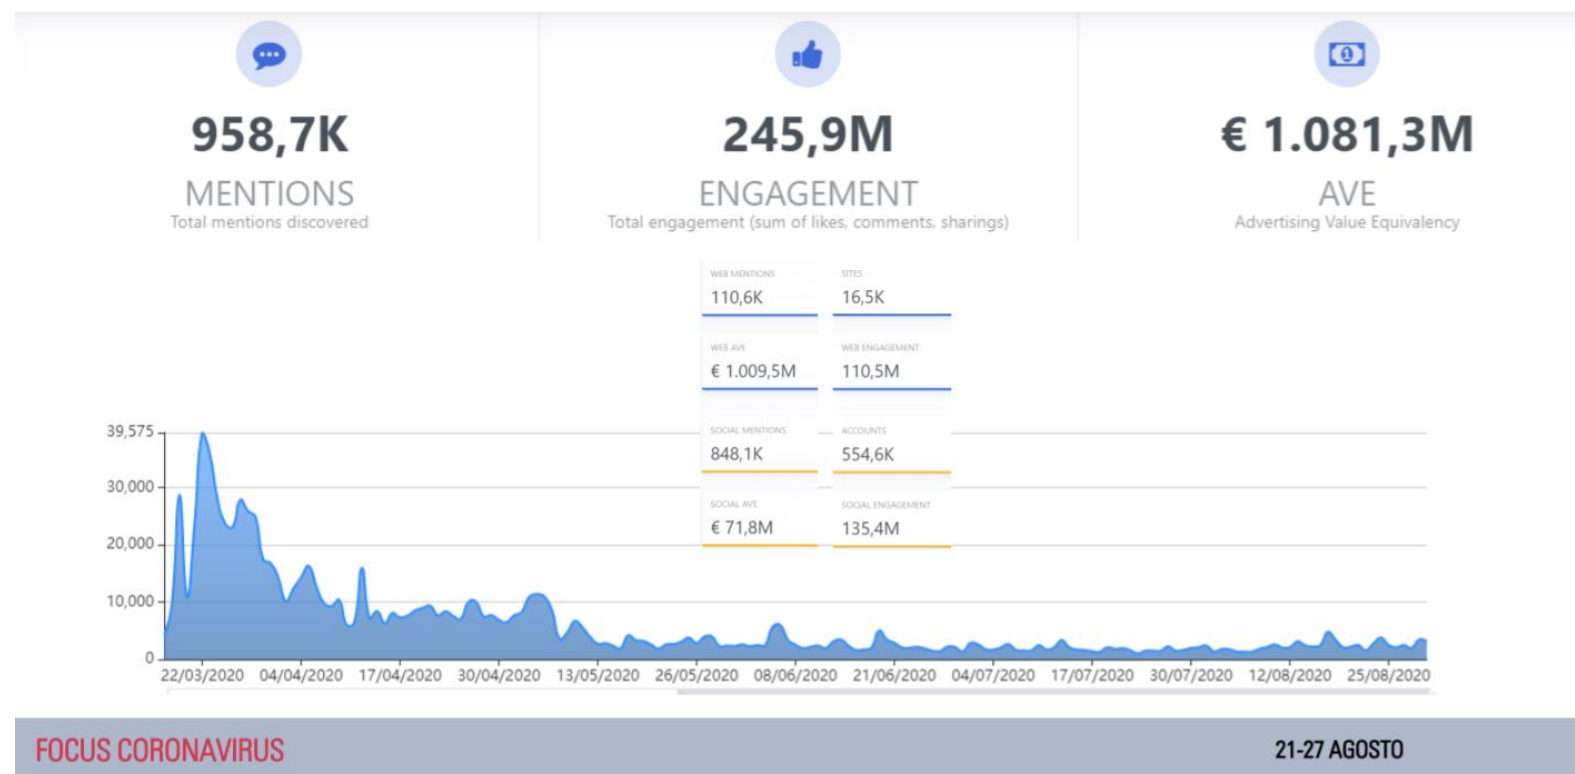 958,7K
MENTIONS
Total mentions discovered
245,9M
ENGAGEMENT
Total engagement (sum of likes, comments, sharings)
€ 1.081,3M
AVE
Advertising Value Equivalency
WEB MENTIONS
110,6K
SITES
16,5K
WEB AVE
€ 1.009,5M
WEB ENGAGEMENT
110,5M
SOCIAL MENTIONS
848,1K
ACCOUNTS
554,6K
SOCIAL AVE
€ 71,8M
SOCIAL ENGAGEMENT
135,4M
39,575
30,000
20,000
10,000
0
22/03/2020 04/04/2020 17/04/2020 30/04/2020 13/05/2020 26/05/2020 08/06/2020 21/06/2020 04/07/2020 17/07/2020 30/07/2020 12/08/2020 25/08/2020
FOCUS CORONAVIRUS
21-27 AGOSTO